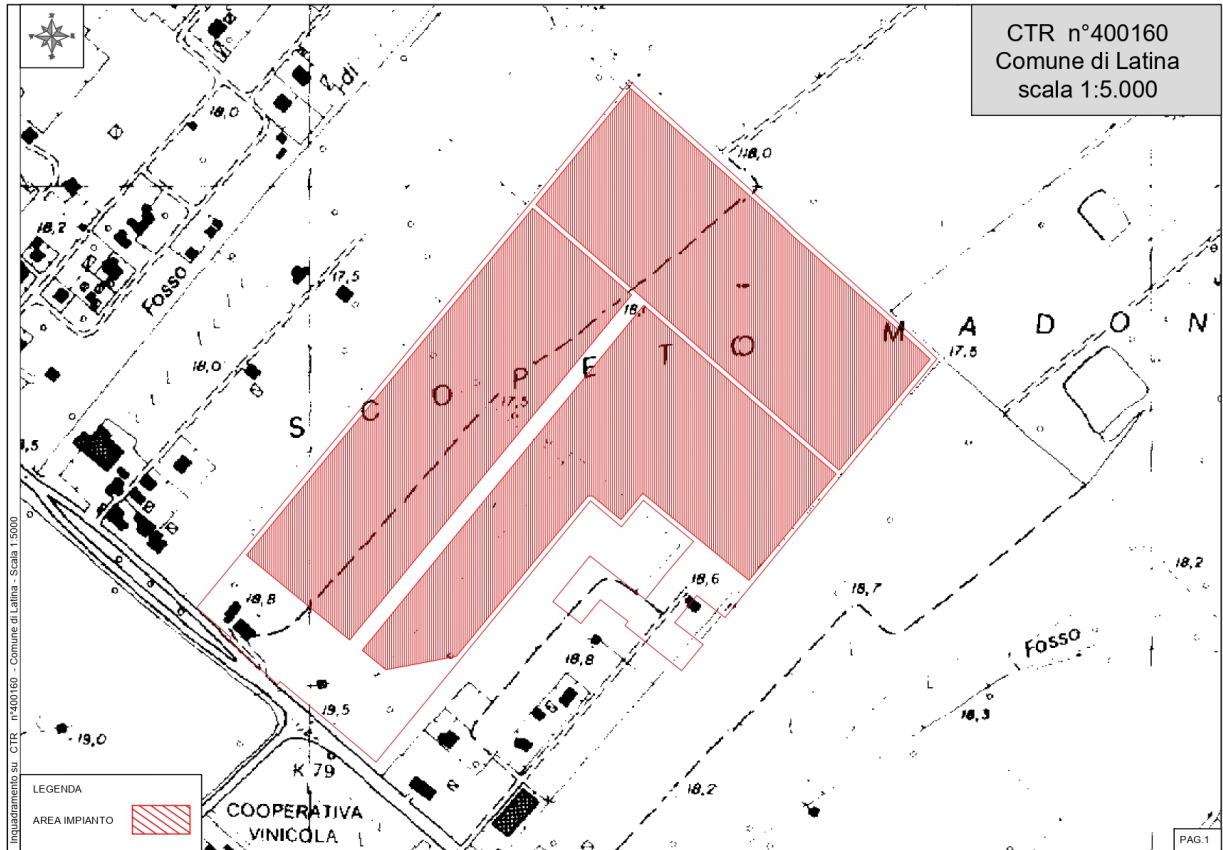 CTR n°400160
Comune di Latina
scala 1:5.000
18,0
18,0
18,2
Fosso
17,5
18,1
MADON
17,5
18,0
SCOPETO
17,5
18,6
18,2
18,7
18,8
Fosso
18,8
18,3
19,5
19,0
K 79
18,2
COOPERATIVA
VINICOLA
LEGENDA
AREA IMPIANTO
Inquadramento su CTR n°400160 - Comune di Latina - Scala 1:5000
PAG.1